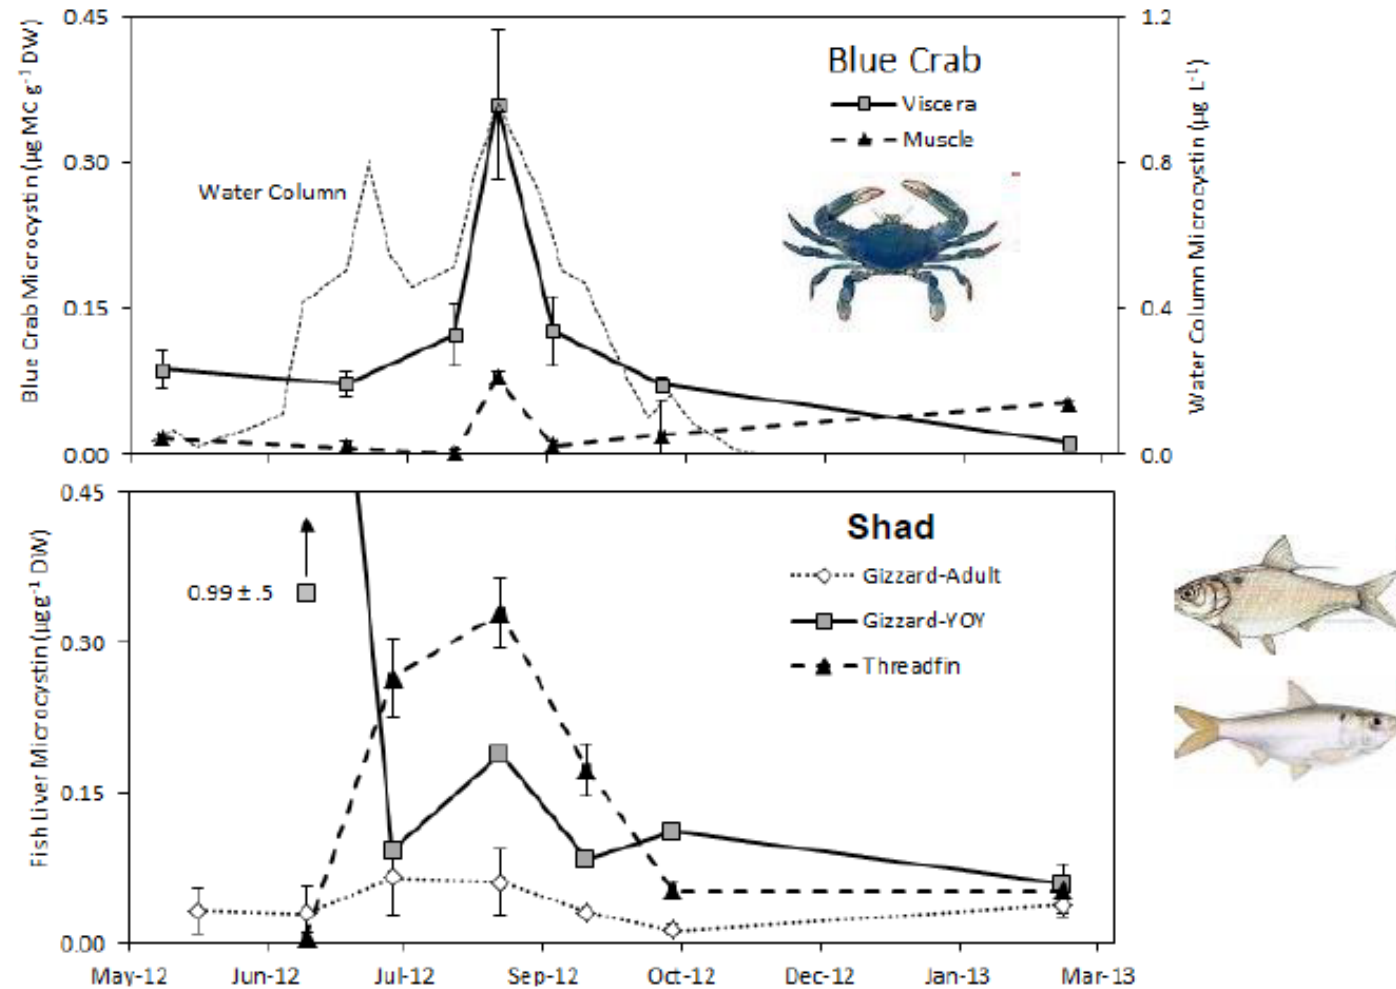 0.45
1.2
Blue Crab
Viscera
Muscle
0.30
0.8
Water Column
0.15
0.4
0.00
0.0
Blue Crab Microcystin (µg MC g⁻¹ DW)
Water Column Microcystin (µg L⁻¹)
0.45
Shad
Gizzard-Adult
0.99 ± .5
Gizzard-YOY
0.30
Threadfin
0.15
0.00
Fish Liver Microcystin (µg g⁻¹ DW)
May-12 Jun-12 Jul-12 Sep-12 Oct-12 Dec-12 Jan-13 Mar-13